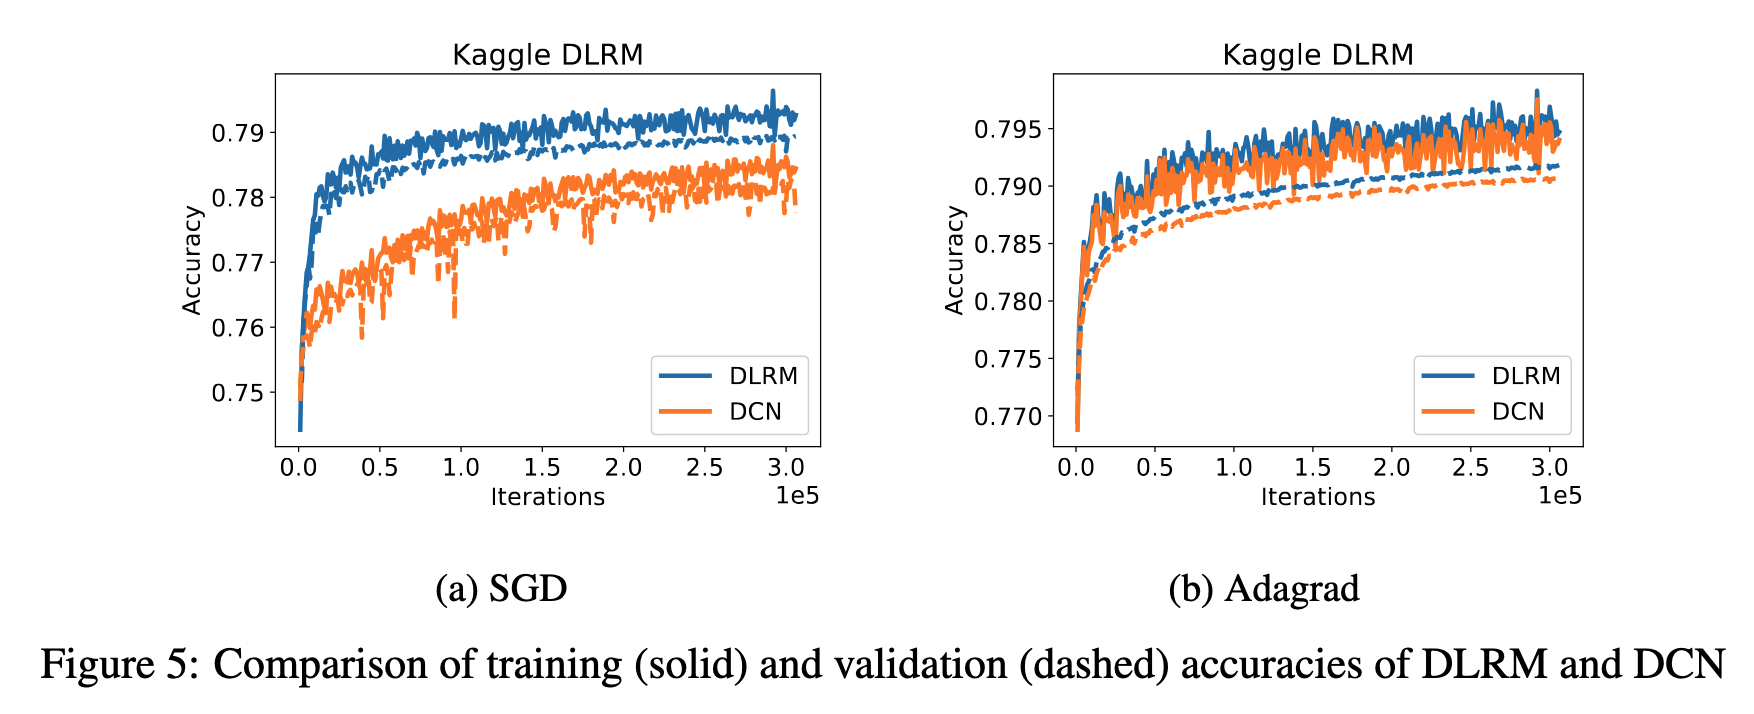 Kaggle DLRM
Accuracy
0.79
0.78
0.77
0.76
0.75
0.0 0.5 1.0 1.5 2.0 2.5 3.0
Iterations
1e5
DLRM
DCN
(a) SGD
Kaggle DLRM
Accuracy
0.795
0.790
0.785
0.780
0.775
0.770
0.0 0.5 1.0 1.5 2.0 2.5 3.0
Iterations
1e5
DLRM
DCN
(b) Adagrad
Figure 5: Comparison of training (solid) and validation (dashed) accuracies of DLRM and DCN